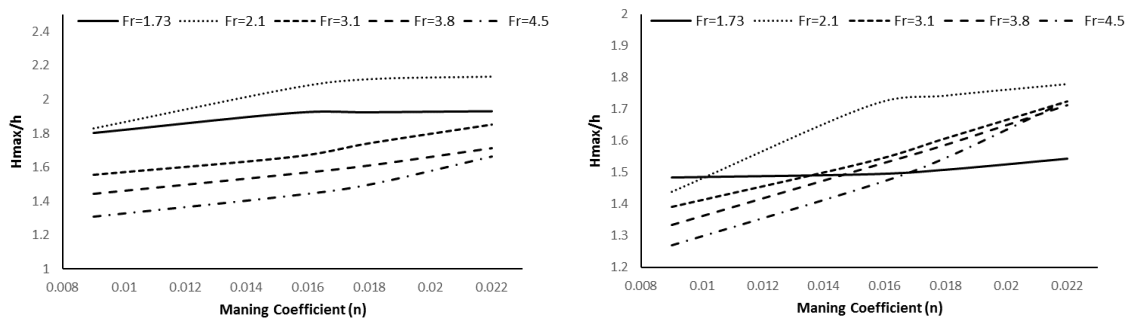 Fr=1.73 Fr=2.1 Fr=3.1 Fr=3.8 Fr=4.5
2.4
2.2
2
1.8
1.6
1.4
1.2
1
Hmax/h
0.008 0.01 0.012 0.014 0.016 0.018 0.02 0.022
Maning Coefficient (n)
2
Fr=1.73 Fr=2.1 Fr=3.1 Fr=3.8 Fr=4.5
1.9
1.8
1.7
1.6
1.5
1.4
1.3
1.2
Hmax/h
0.008 0.01 0.012 0.014 0.016 0.018 0.02 0.022
Maning Coefficient (n)